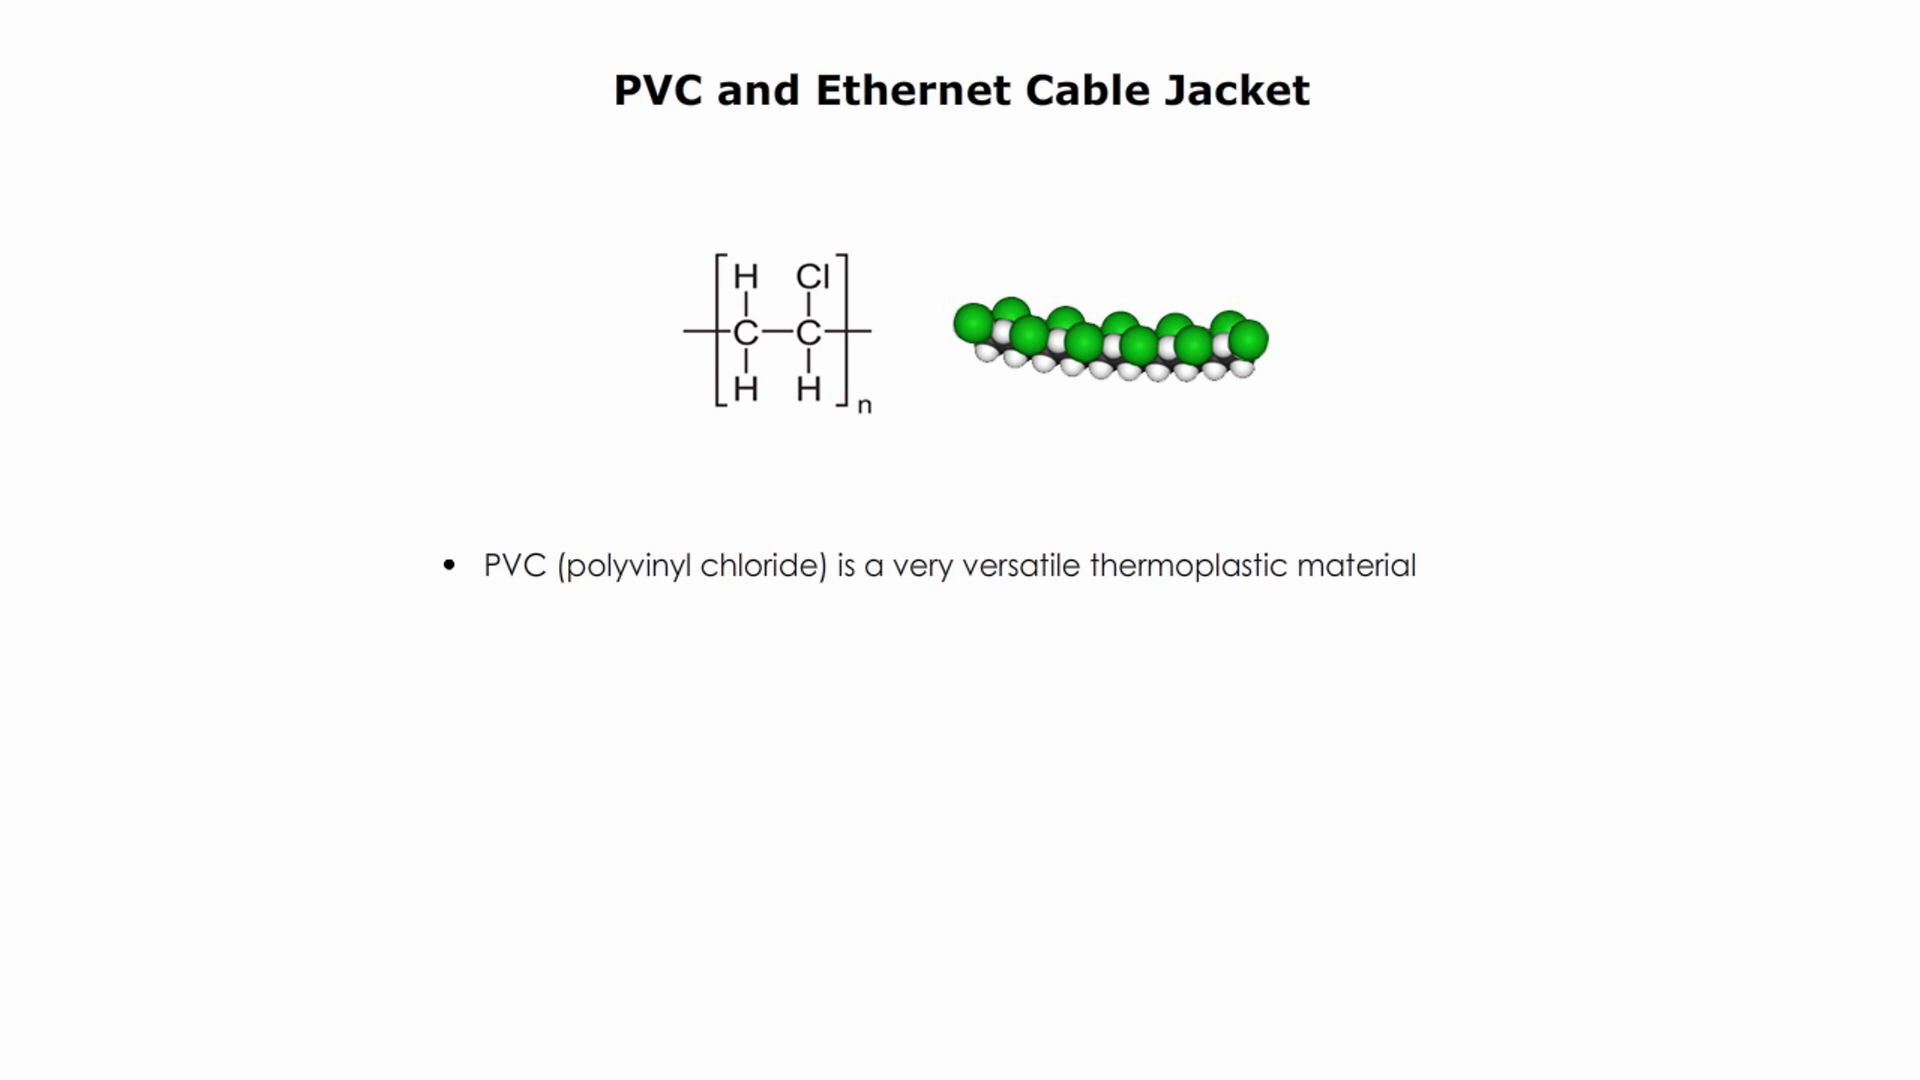 PVC and Ethernet Cable Jacket
H Cl
C C
H H
n
• PVC (polyvinyl chloride) is a very versatile thermoplastic material